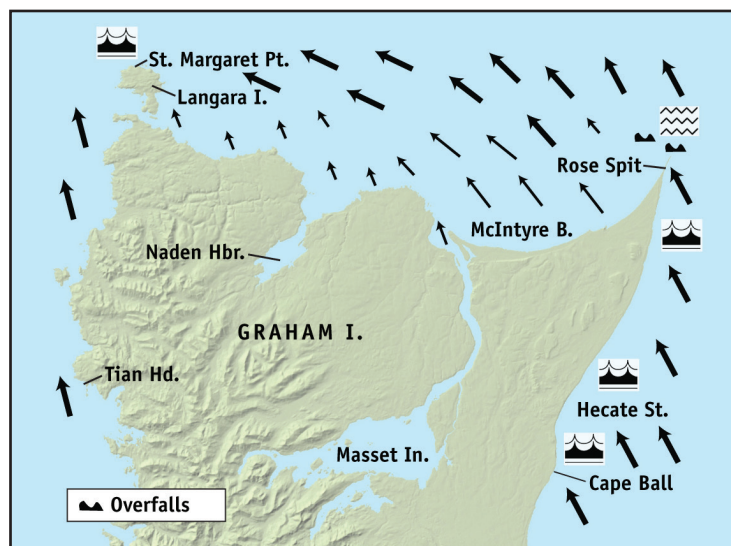 St. Margaret Pt.
Langara I.
Rose Spit
McIntyre B.
Naden Hbr.
GRAHAM I.
Tian Hd.
Hecate St.
Masset In.
Cape Ball
Overfalls